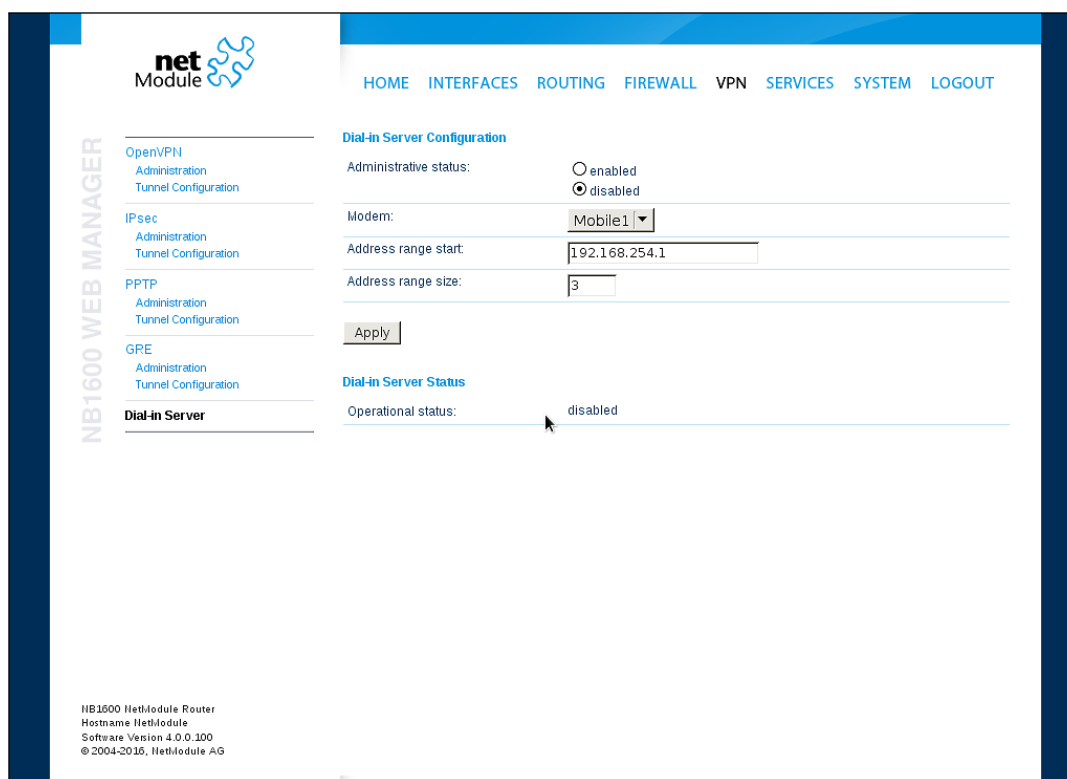 net
Module
HOME INTERFACES ROUTING FIREWALL VPN SERVICES SYSTEM LOGOUT
NB1600 WEB MANAGER
OpenVPN
Administration
Tunnel Configuration
IPsec
Administration
Tunnel Configuration
PPTP
Administration
Tunnel Configuration
GRE
Administration
Tunnel Configuration
Dial-in Server
Dial-in Server Configuration
Administrative status:
enabled
disabled
Modem: Mobile1
Address range start: 192.168.254.1
Address range size: 3
Apply
Dial-in Server Status
Operational status: disabled
NB1600 NetModule Router
Hostname NetModule
Software Version 4.0.0.100
© 2004-2016, NetModule AG